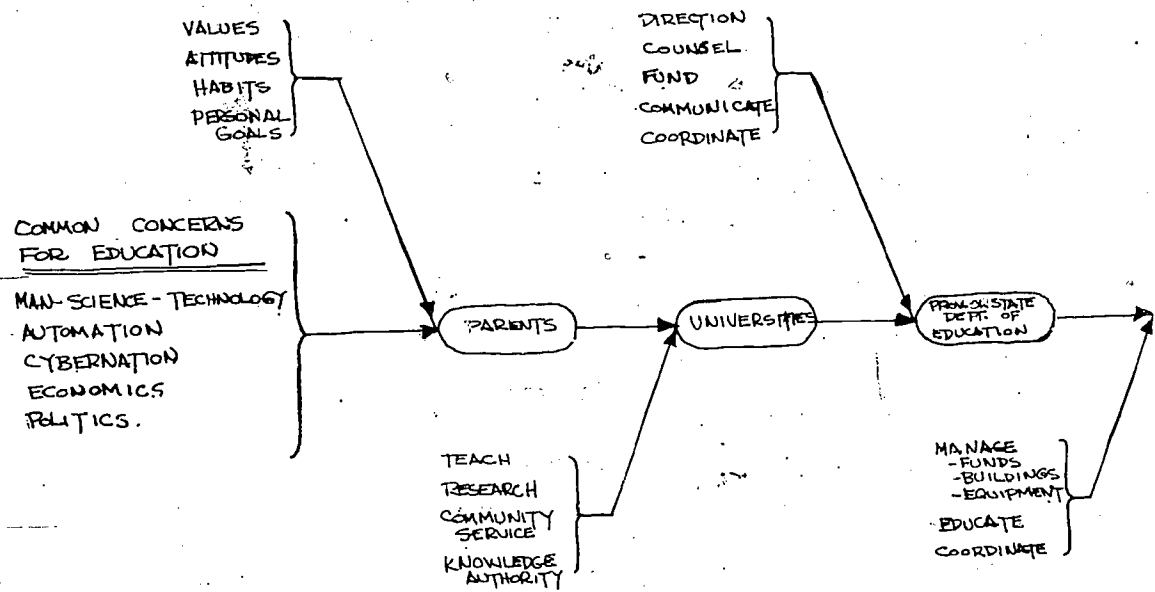 VALUES
ATTITUDES
HABITS
PERSONAL
GOALS
DIRECTION
COUNSEL
FUND
COMMUNICATE
COORDINATE
COMMON CONCERNS
FOR EDUCATION
MAN-SCIENCE-TECHNOLOGY
AUTOMATION
CYBERNATION
ECONOMICS
POLITICS.
PARENTS
UNIVERSITIES
STATE
DEPT. OF
EDUCATION
TEACH
RESEARCH
COMMUNITY
SERVICE
KNOWLEDGE
AUTHORITY
MANAGE
-FUNDS
-BUILDINGS
-EQUIPMENT
EDUCATE
COORDINATE